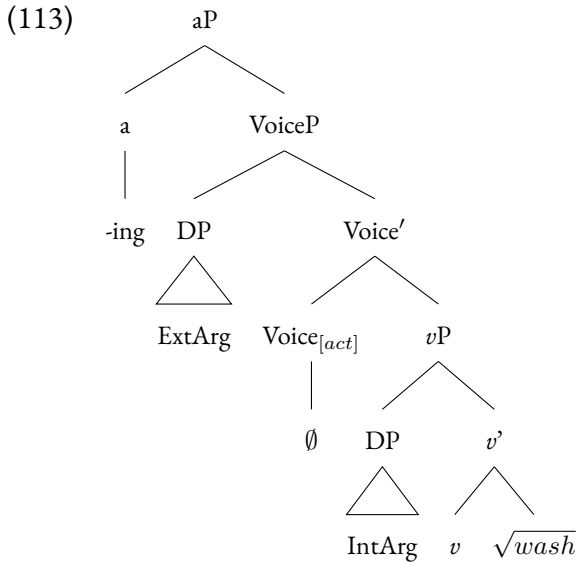 (113) aP
a VoiceP
-ing DP Voice′
ExtArg Voice[act] vP
∅ DP v’
IntArg v √wash